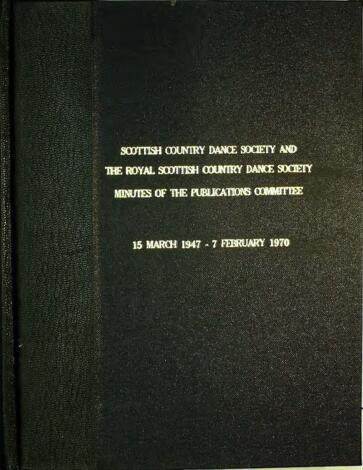 SCOTTISH COUNTRY DANCE SOCIETY AND
THE ROYAL SCOTTISH COUNTRY DANCE SOCIETY
MINUTES OF THE PUBLICATIONS COMMITTEE
15 MARCH 1947 - 7 FEBRUARY 1970